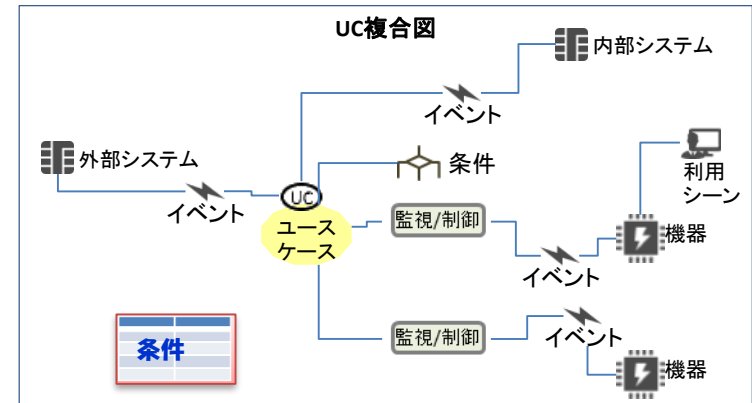 UC複合図
内部システム
イベント
外部システム
条件
利用
シーン
イベント
UC
ユース
ケース
監視/制御
機器
イベント
監視/制御
イベント
条件
機器